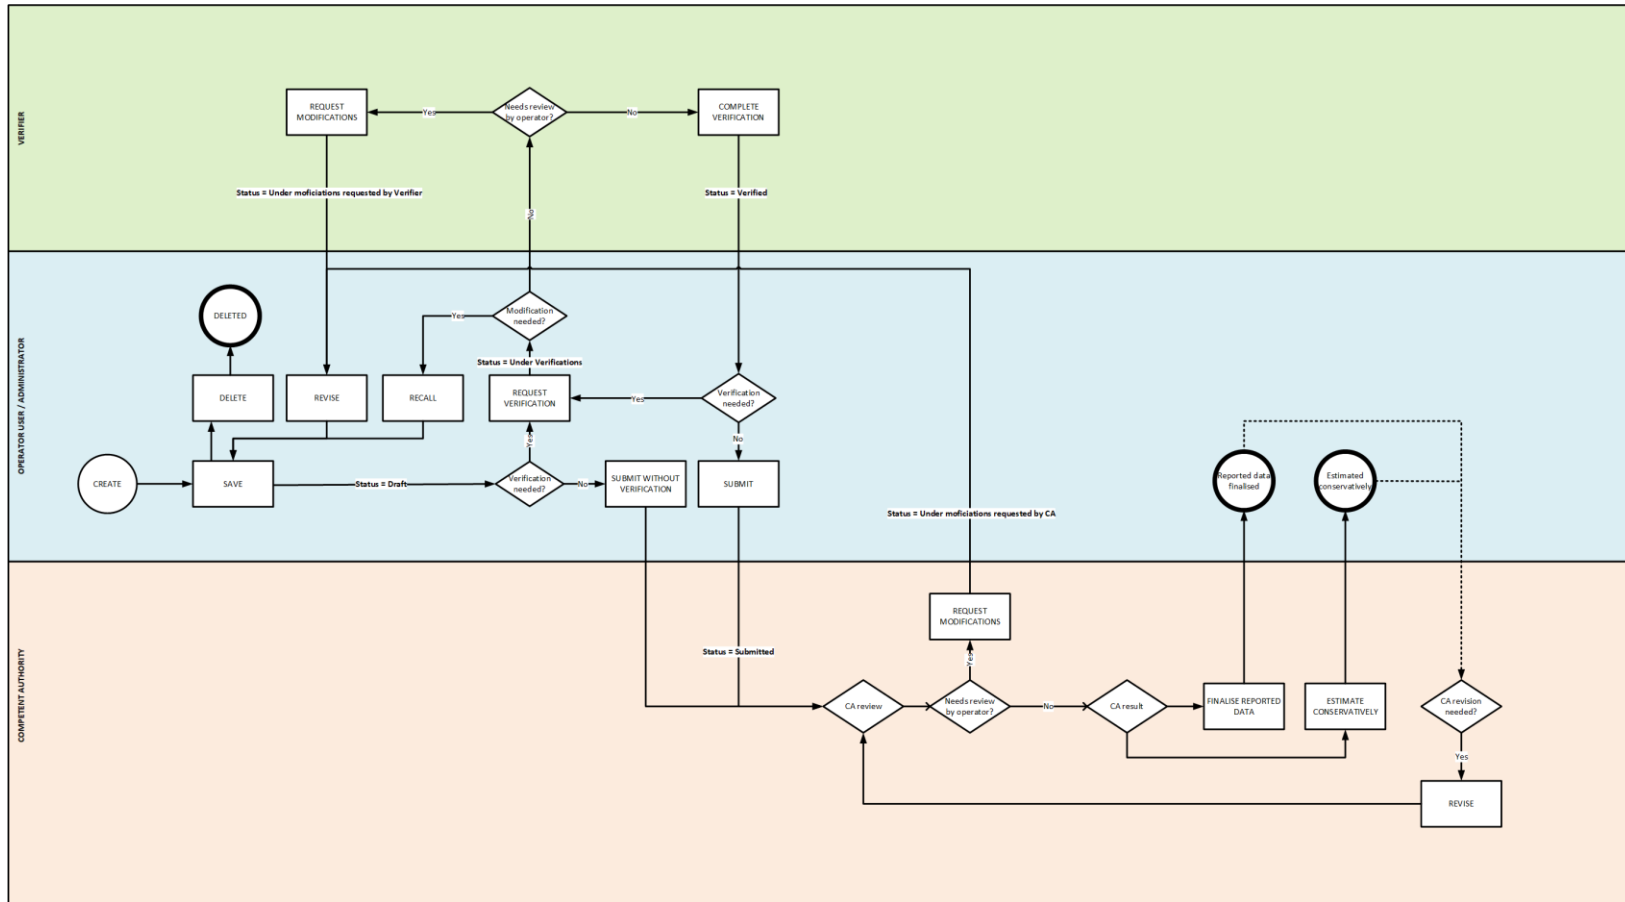 VERIFIER
REQUEST
MODIFICATIONS
Yes
Needs review
by operator?
No
COMPLETE
VERIFICATION
Status = Under moficiations requested by Verifier
Status = Verified
No
OPERATOR USER / ADMINISTRATOR
DELETED
Modification
needed?
Yes
Status = Under Verifications
DELETE
REVISE
RECALL
REQUEST
VERIFICATION
Yes
Verification
needed?
No
Yes
CREATE
SAVE
Status = Draft
Verification
needed?
No
SUBMIT WITHOUT
VERIFICATION
SUBMIT
Reported data
finalised
Estimated
conservatively
Status = Under moficiations requested by CA
COMPETENT AUTHORITY
REQUEST
MODIFICATIONS
Status = Submitted
Yes
CA review
Needs review
by operator?
No
CA result
FINALISE REPORTED
DATA
ESTIMATE
CONSERVATIVELY
CA revision
needed?
Yes
REVISE